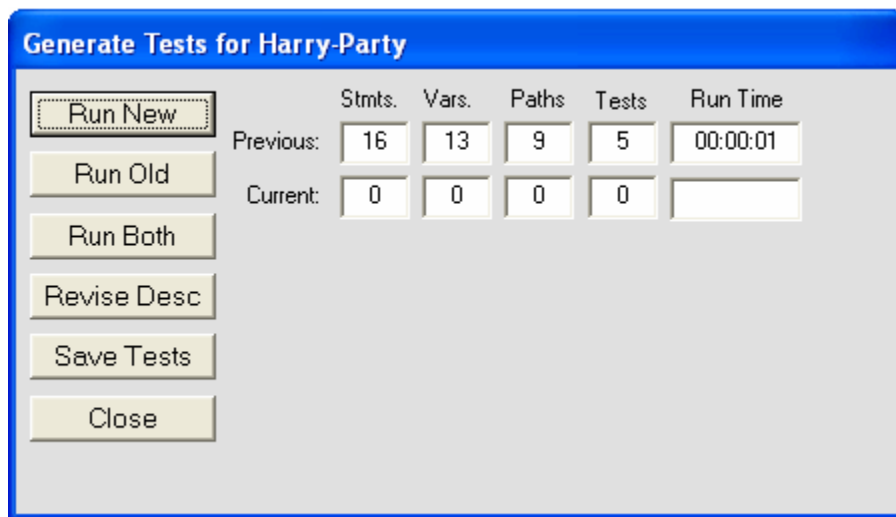 Generate Tests for Harry-Party
Run New
Run Old
Run Both
Revise Desc
Save Tests
Close
Stmts. Vars. Paths Tests Run Time
Previous: 16 13 9 5 00:00:01
Current: 0 0 0 0